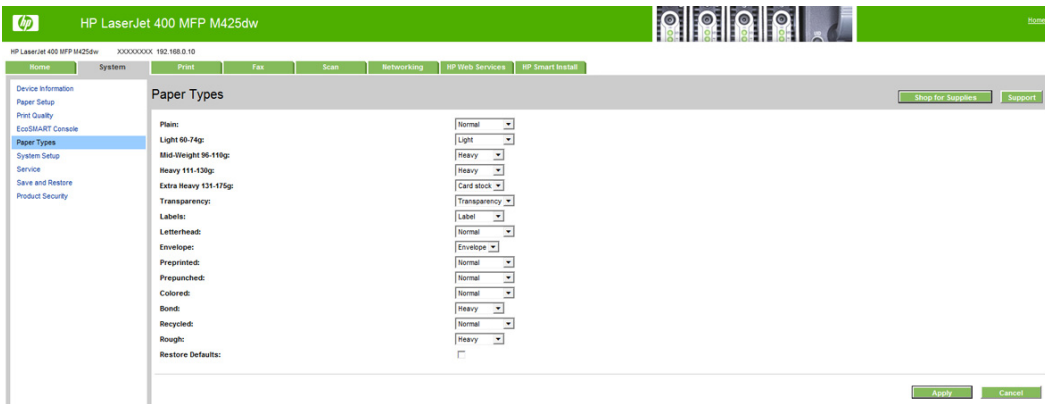 hp HP LaserJet 400 MFP M425dw Home
HP LaserJet 400 MFP M425dw XXXXXXXX 192.168.0.10
Home System Print Fax Scan Networking HP Web Services HP Smart Install
Device Information
Paper Setup
Print Quality
EcoSMART Console
Paper Types
System Setup
Service
Save and Restore
Product Security
Paper Types Shop for Supplies Support
Plain: Normal
Light 60-74g: Light
Mid-Weight 96-110g: Heavy
Heavy 111-130g: Heavy
Extra Heavy 131-175g: Card stock
Transparency: Transparency
Labels: Label
Letterhead: Normal
Envelope: Envelope
Preprinted: Normal
Prepunched: Normal
Colored: Normal
Bond: Heavy
Recycled: Normal
Rough: Heavy
Restore Defaults:
Apply Cancel